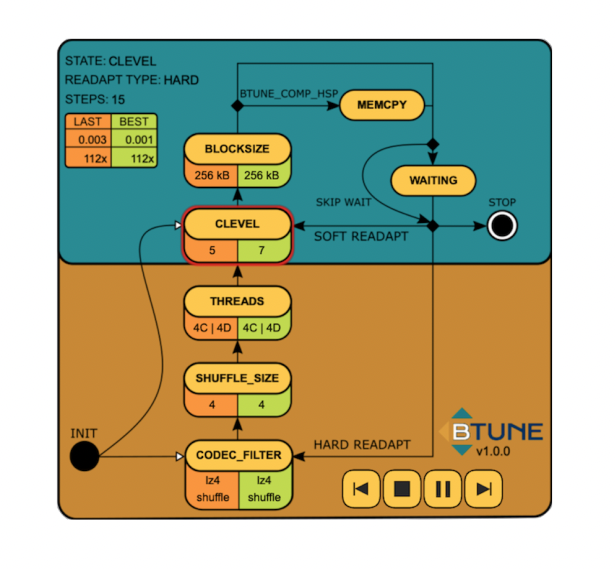 STATE: CLEVEL
READAPT TYPE: HARD
STEPS: 15
LAST BEST
0.003 0.001
112x 112x
BTUNE_COMP_HSP
MEMCPY
BLOCKSIZE
256 kB 256 kB
WAITING
SKIP WAIT
STOP
CLEVEL
5 7
SOFT READAPT
THREADS
4C | 4D 4C | 4D
SHUFFLE_SIZE
4 4
INIT
HARD READAPT
CODEC_FILTER
lz4 lz4
shuffle shuffle
BTUNE
v1.0.0